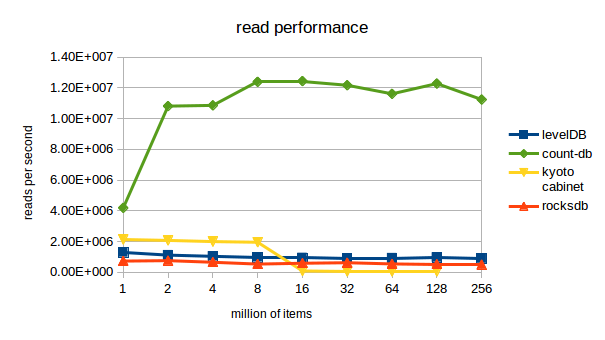 read performance
1.40E+007
1.20E+007
1.00E+007
8.00E+006
6.00E+006
4.00E+006
2.00E+006
0.00E+000
reads per second
1 2 4 8 16 32 64 128 256
million of items
levelDB
count-db
kyoto
cabinet
rocksdb